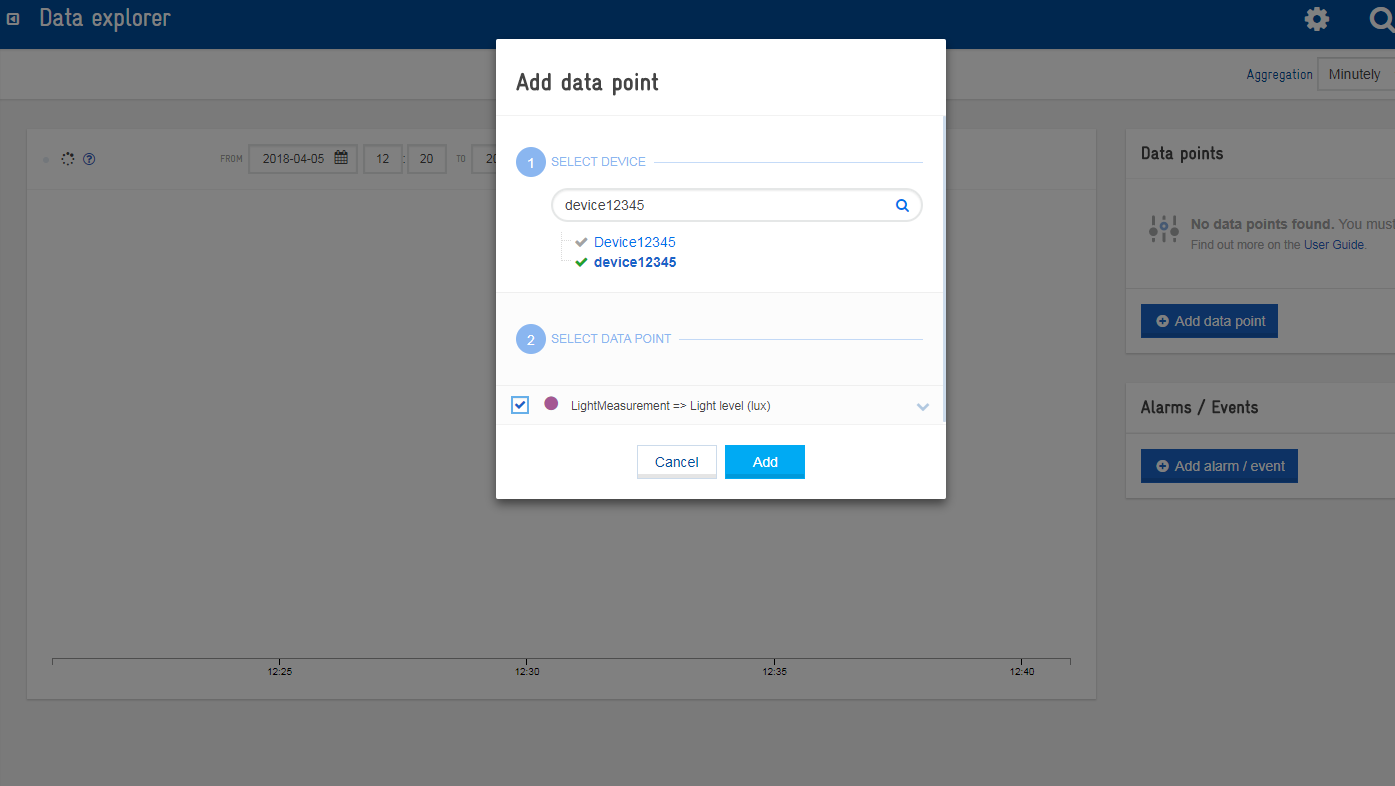 Data explorer
Add data point
Aggregation Minutely
FROM 2018-04-05 12 : 20 TO 20
1 SELECT DEVICE
device12345
Device12345
device12345
2 SELECT DATA POINT
LightMeasurement => Light level (lux)
Cancel Add
Data points
No data points found. You must
Find out more on the User Guide.
Add data point
Alarms / Events
Add alarm / event
12:25 12:30 12:35 12:40